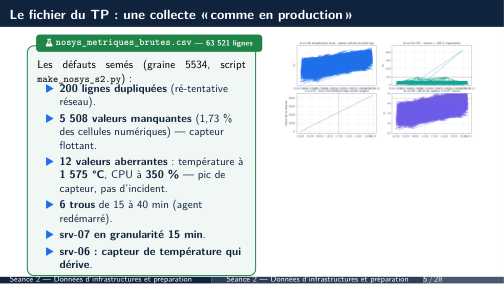 Le fichier du TP : une collecte « comme en production »
nosys_metriques_brutes.csv — 63 521 lignes
Les défauts semés (graine 5534, script
make_nosys_s2.py) :
200 lignes dupliquées (ré-tentative
réseau).
5 508 valeurs manquantes (1,73 %
des cellules numériques) — capteur
flottant.
12 valeurs aberrantes : température à
1 575 °C, CPU à 350 % — pic de
capteur, pas d'incident.
6 trous de 15 à 40 min (agent
redémarré).
srv-07 en granularité 15 min.
srv-06 : capteur de température qui
dérive.
Séance 2 — Données d'infrastructures et préparation
Séance 2 — Données d'infrastructures et préparation
5 / 28